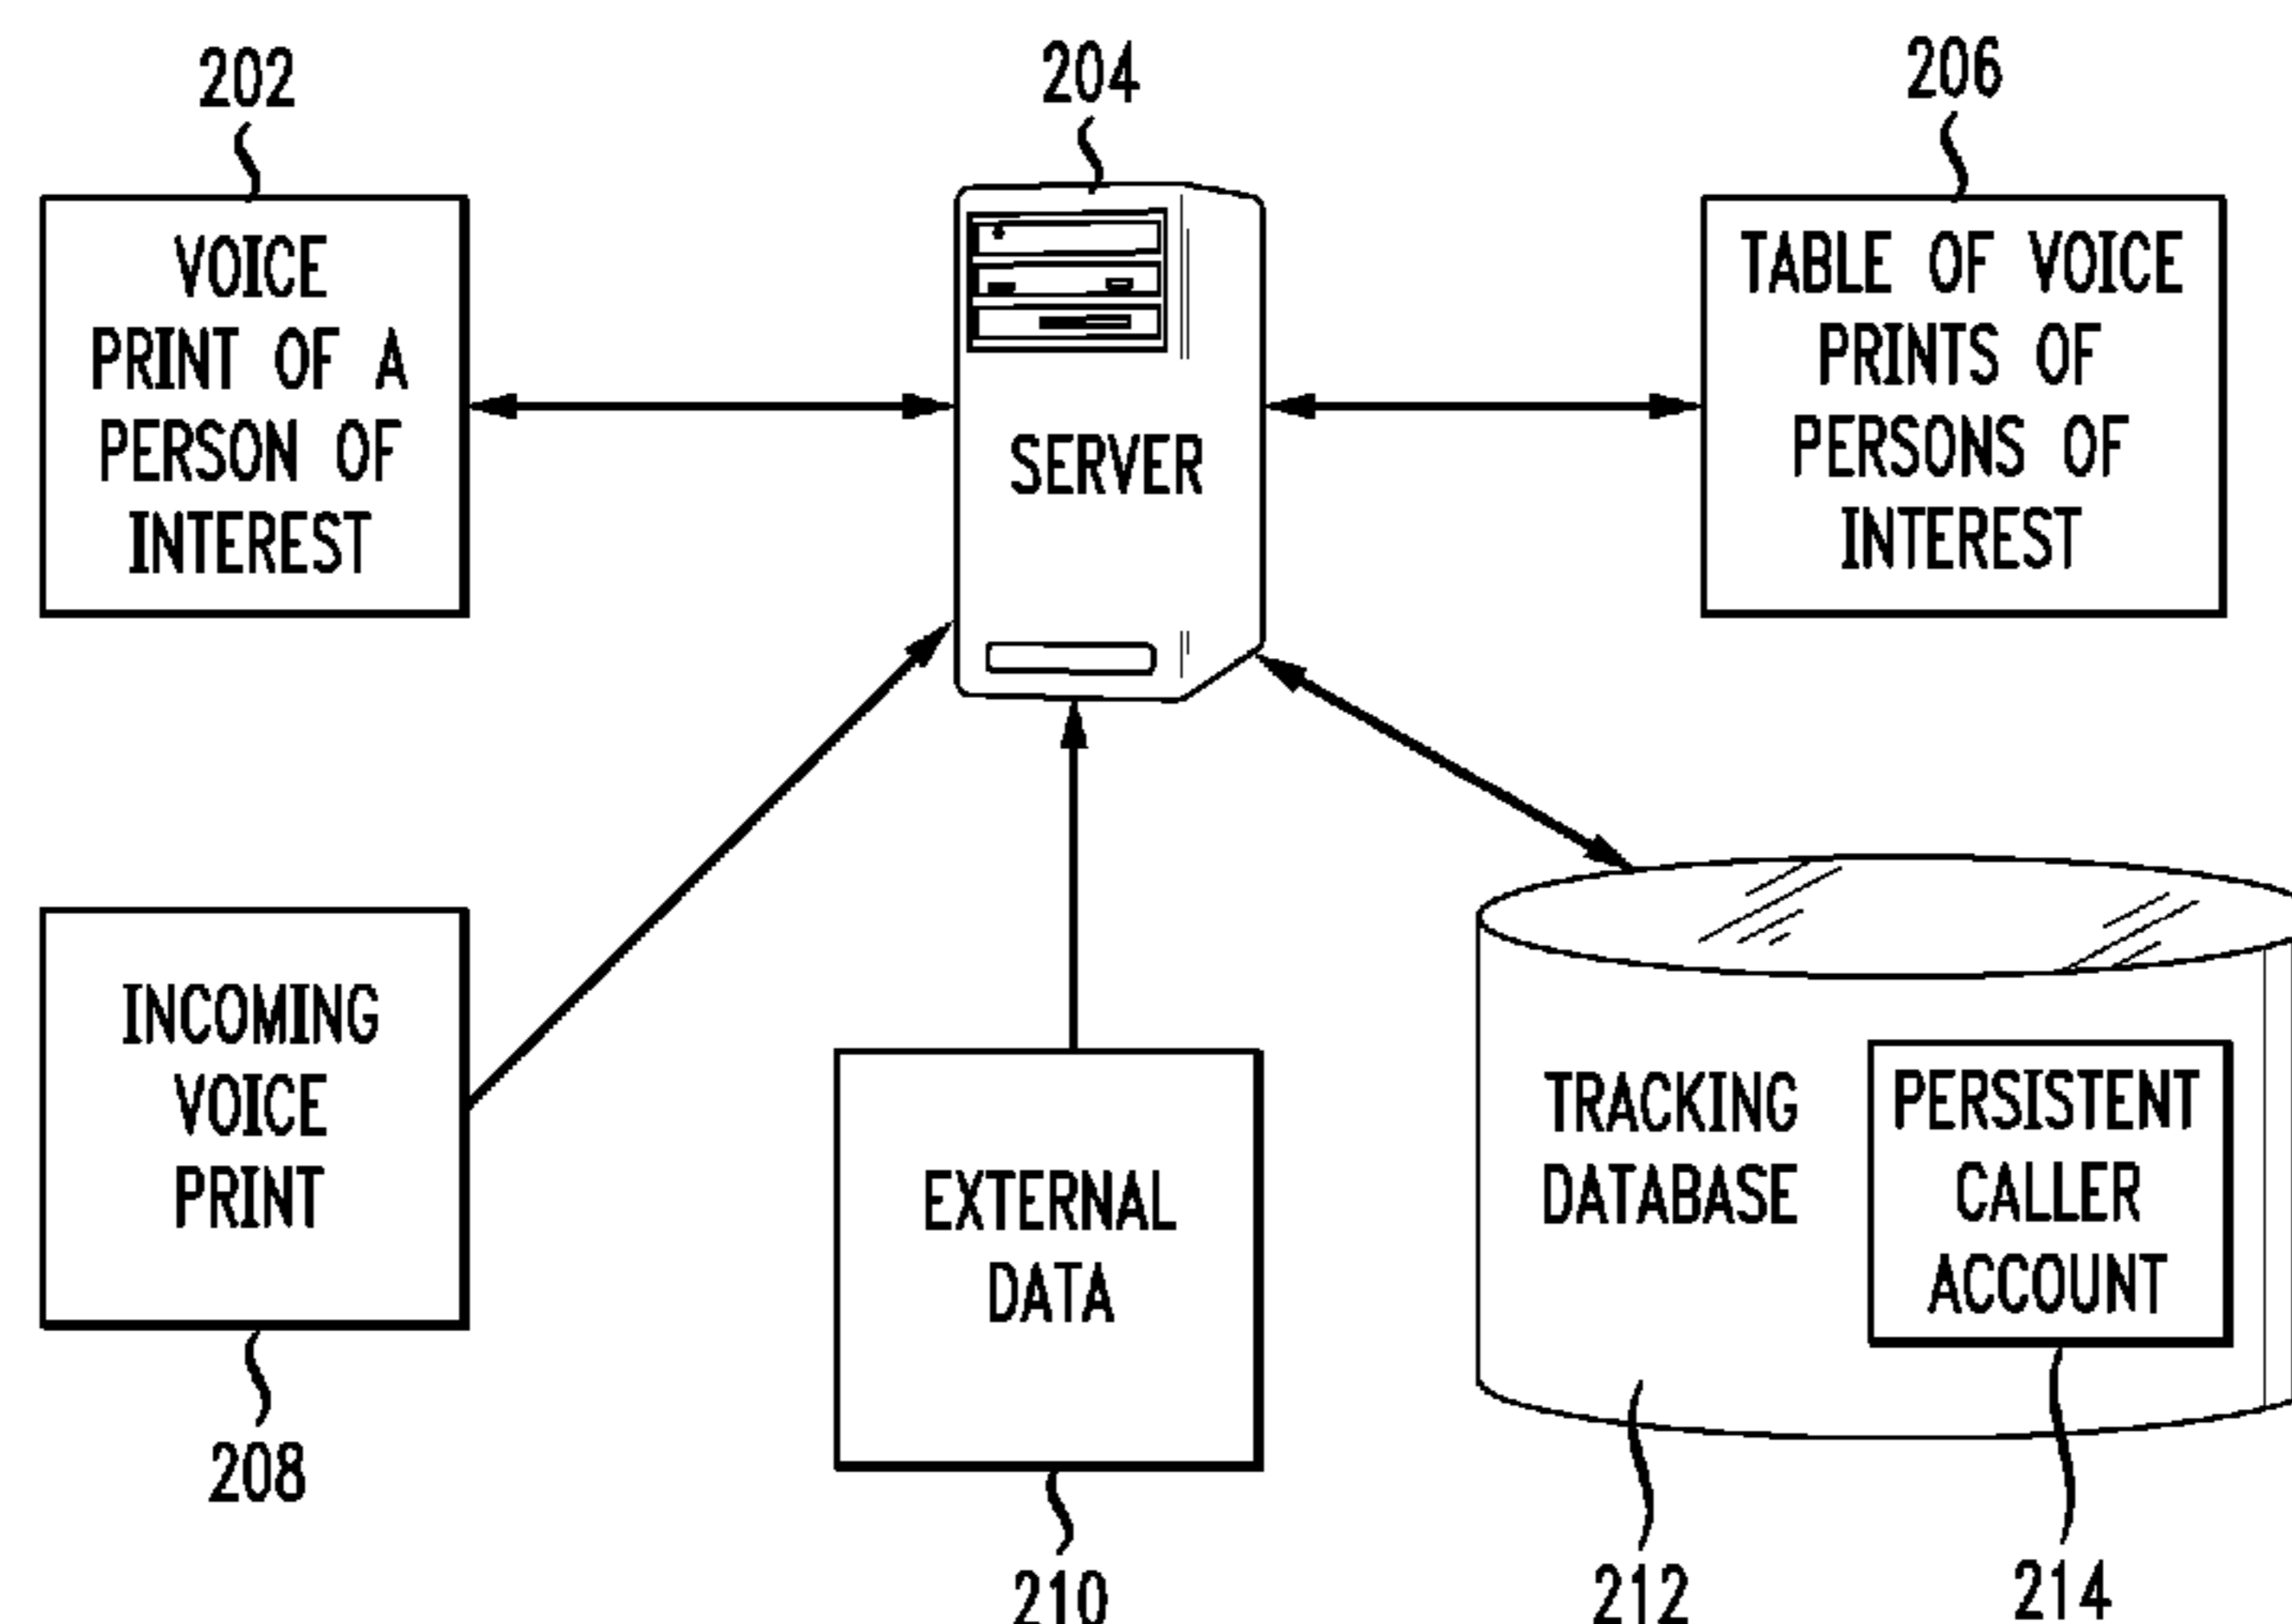 202
204
206
VOICE
PRINT OF A
PERSON OF
INTEREST
SERVER
TABLE OF VOICE
PRINTS OF
PERSONS OF
INTEREST
INCOMING
VOICE
PRINT
208
EXTERNAL
DATA
210
TRACKING
DATABASE
212
PERSISTENT
CALLER
ACCOUNT
214